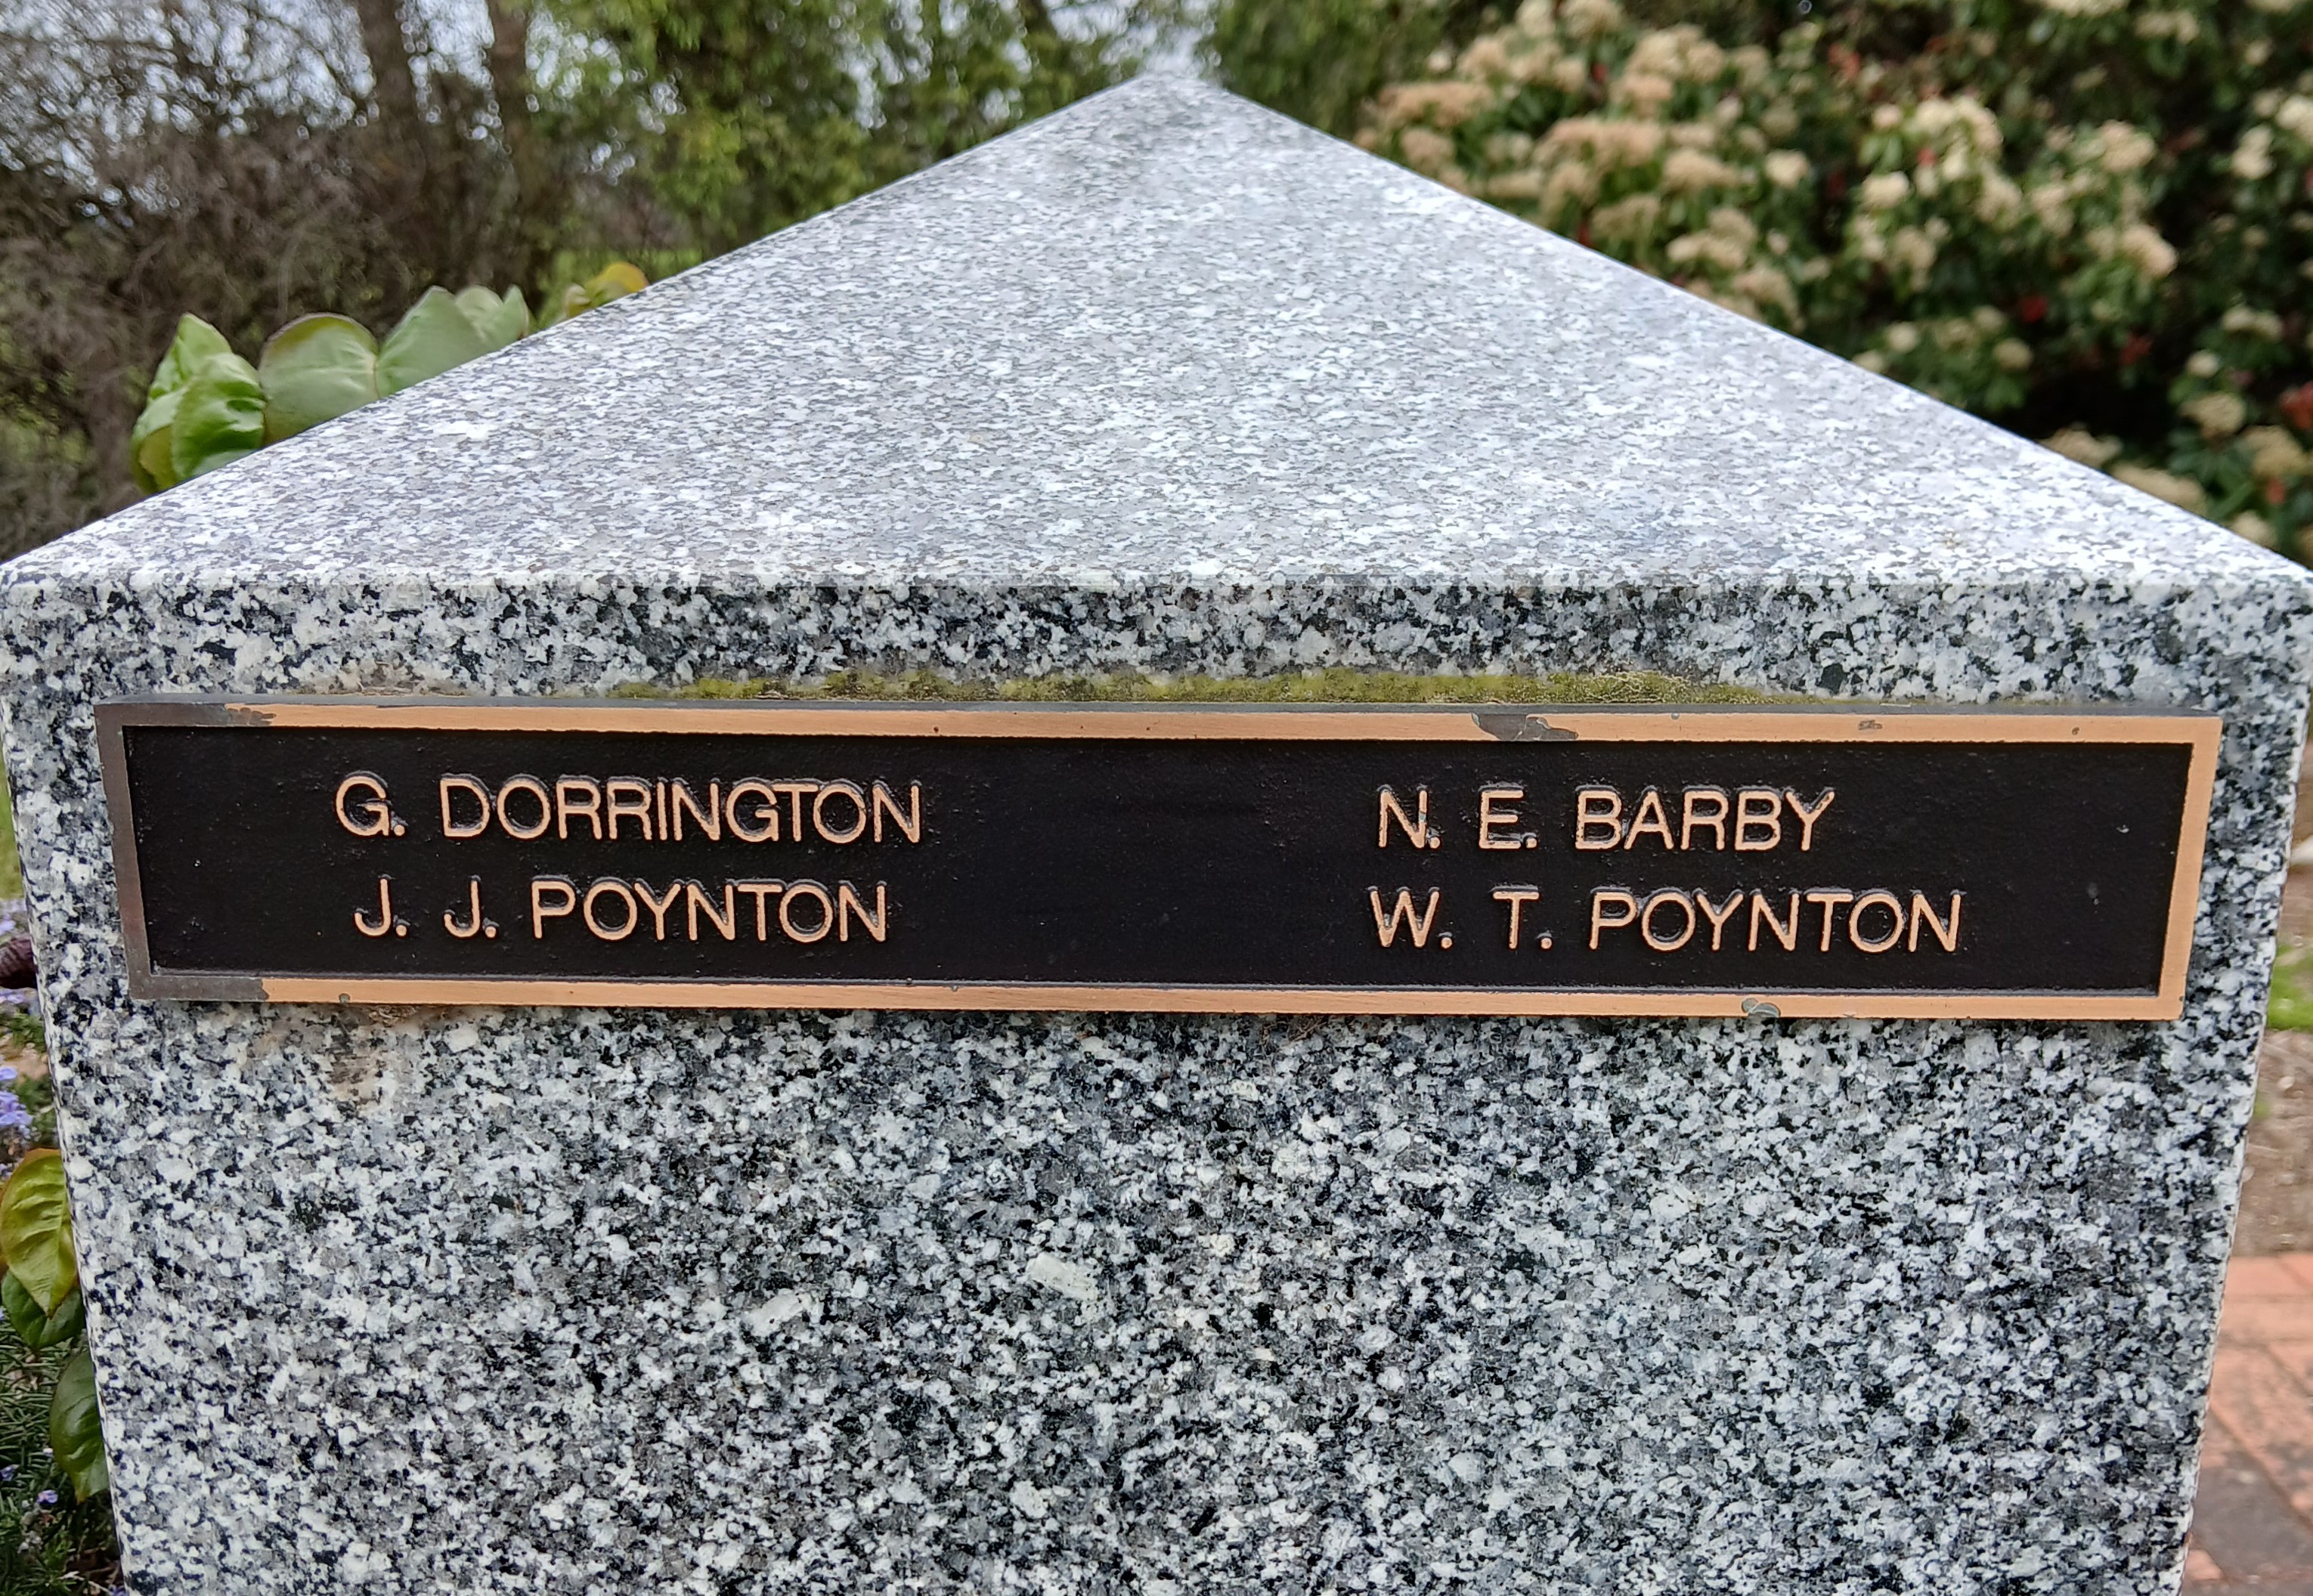 G. DORRINGTON N. E. BARBY
J. J. POYNTON W. T. POYNTON